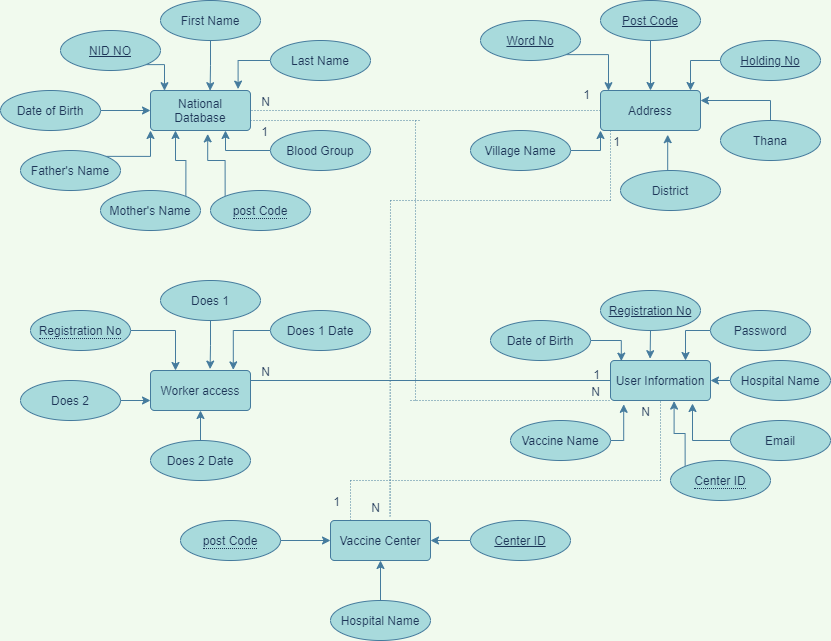 First Name
Post Code
NID NO
Last Name
Word No
Holding No
Date of Birth
National
Database
N
1
Address
1
1
Thana
Father's Name
Blood Group
Village Name
Mother's Name
post Code
District
Does 1
Registration No
Registration No
Does 1 Date
Date of Birth
Password
Worker access
N
1
User Information
Hospital Name
Does 2
N
N
Vaccine Name
Email
Does 2 Date
Center ID
1
N
post Code
Vaccine Center
Center ID
Hospital Name